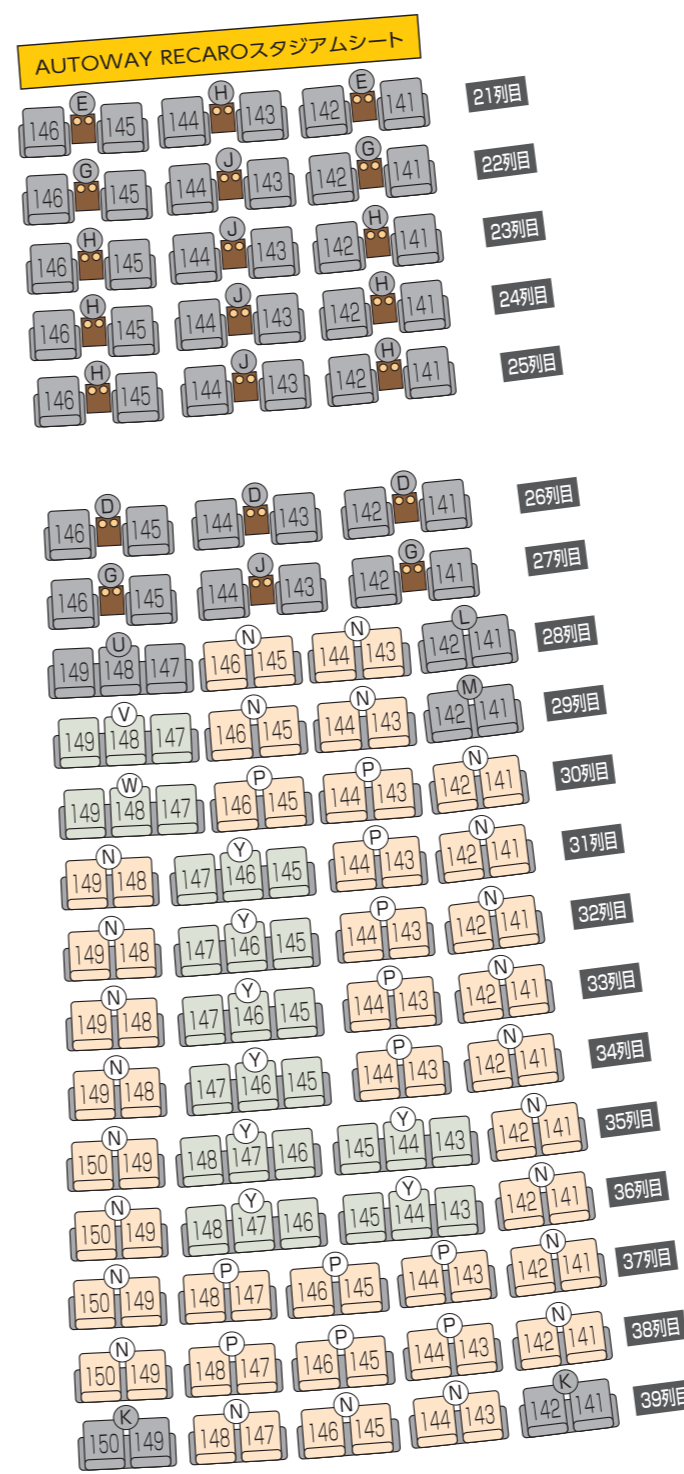 AUTOWAY RECAROスタジアムシート
E H E
146 145 144 143 142 141 21列目
G J G
146 145 144 143 142 141 22列目
H J H
146 145 144 143 142 141 23列目
H J H
146 145 144 143 142 141 24列目
H J H
146 145 144 143 142 141 25列目
D D D
146 145 144 143 142 141 26列目
G J G
146 145 144 143 142 141 27列目
U N N L
149 148 147 146 145 144 143 142 141 28列目
V N N M
149 148 147 146 145 144 143 142 141 29列目
W P P N
149 148 147 146 145 144 143 142 141 30列目
N Y P N
149 148 147 146 145 144 143 142 141 31列目
N Y P N
149 148 147 146 145 144 143 142 141 32列目
N Y P N
149 148 147 146 145 144 143 142 141 33列目
N Y P N
149 148 147 146 145 144 143 142 141 34列目
N Y Y N
150 149 148 147 146 145 144 143 142 141 35列目
N Y Y N
150 149 148 147 146 145 144 143 142 141 36列目
N P P P N
150 149 148 147 146 145 144 143 142 141 37列目
N P P P N
150 149 148 147 146 145 144 143 142 141 38列目
K N N N K
150 149 148 147 146 145 144 143 142 141 39列目